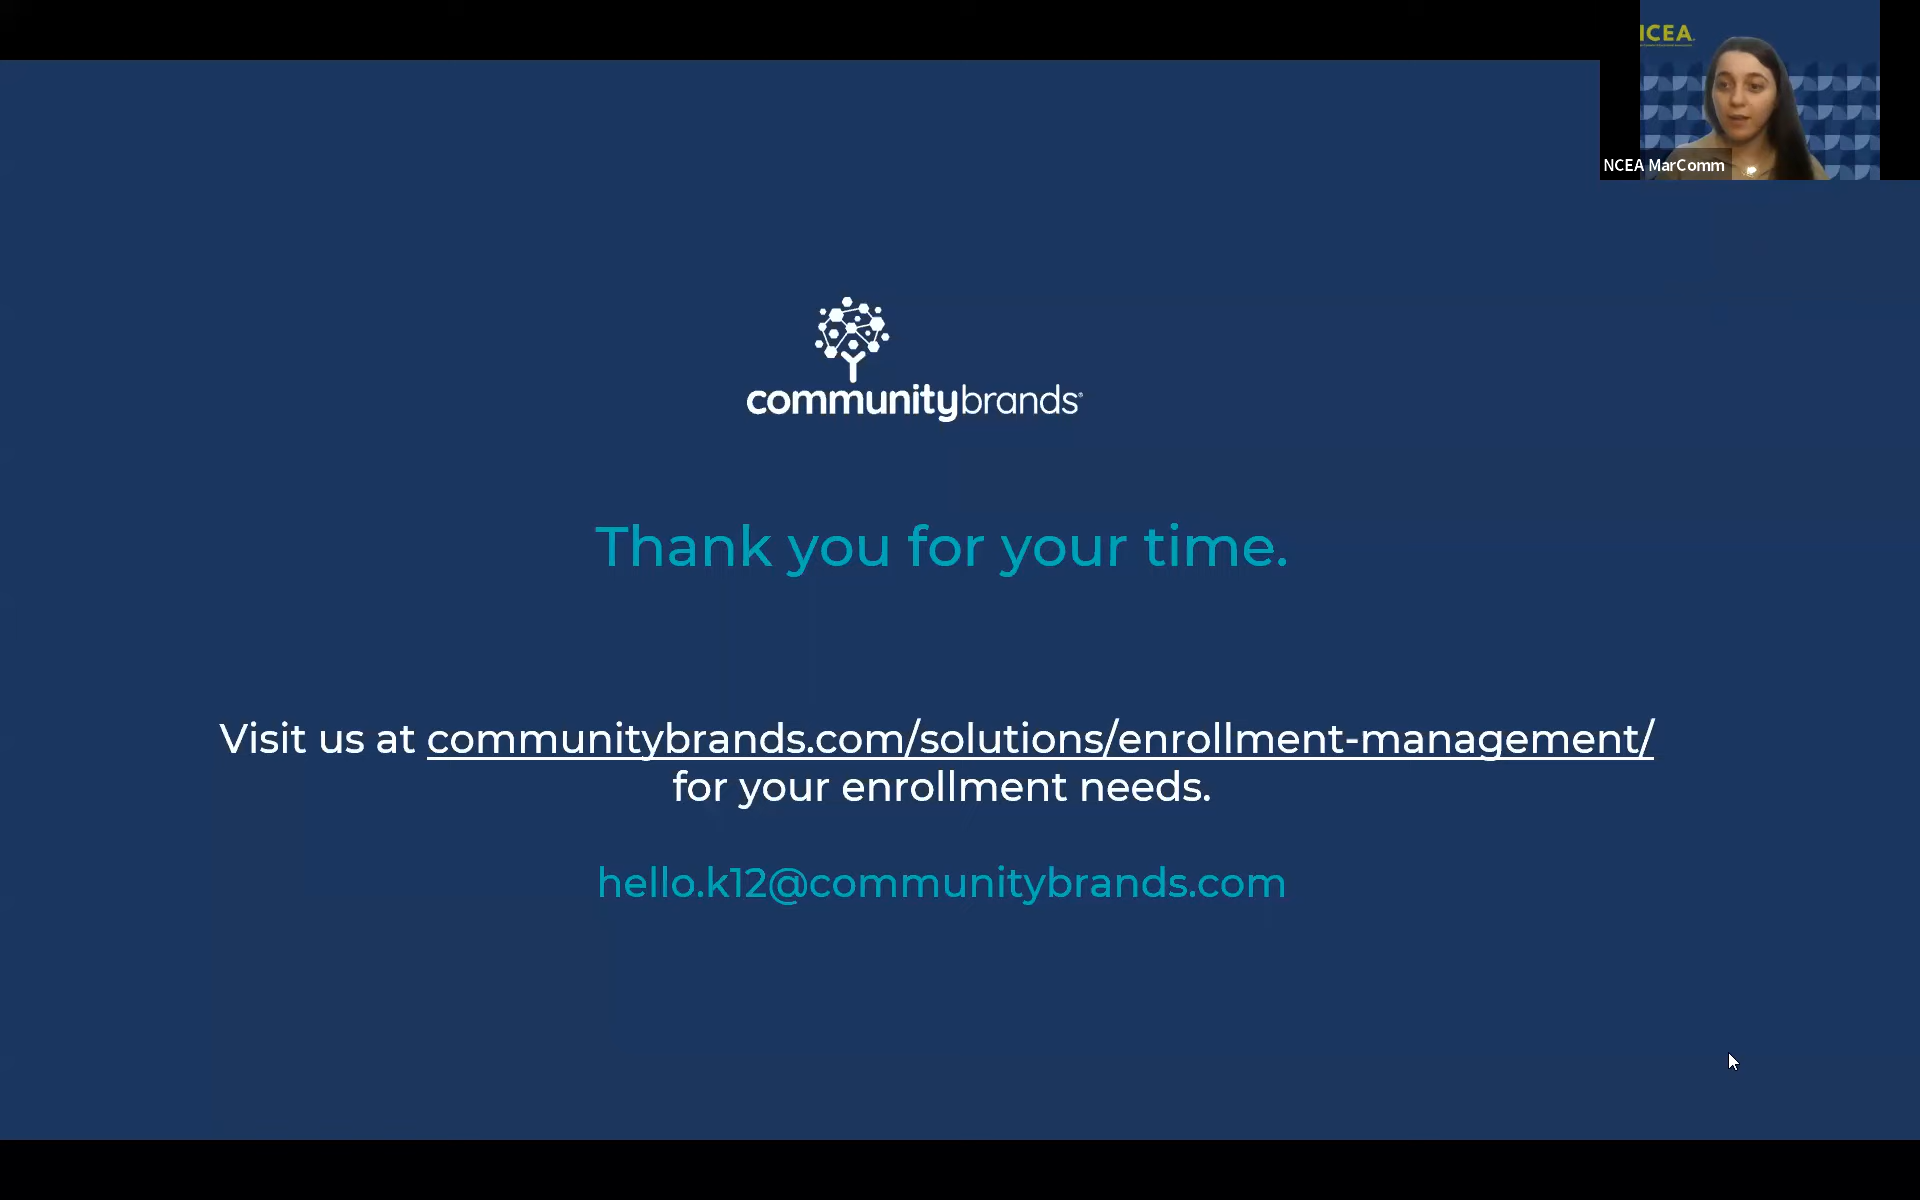 NCEA
NCEA MarComm
communitybrands®
Thank you for your time.
Visit us at communitybrands.com/solutions/enrollment-management/
for your enrollment needs.
hello.k12@communitybrands.com